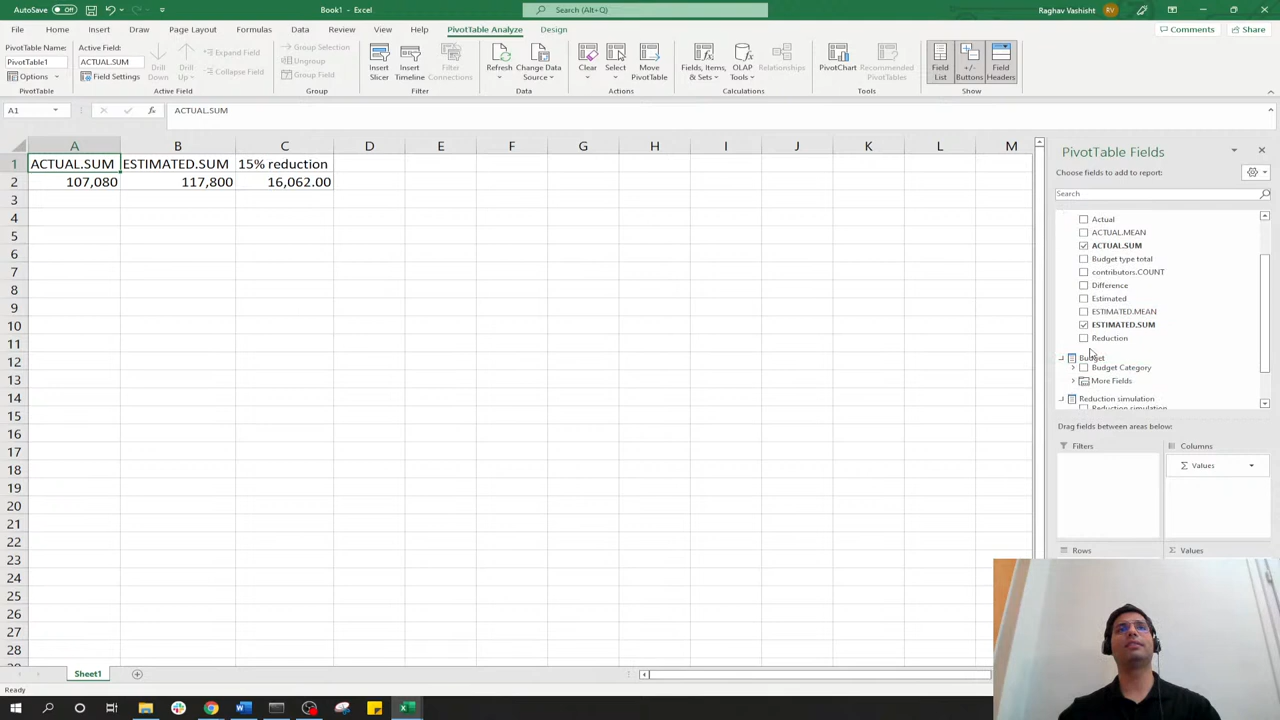 AutoSave Off
Book1 - Excel
Search (Alt+Q)
Raghav Vashisht RV
File Home Insert Draw Page Layout Formulas Data Review View Help PivotTable Analyze Design
Comments Share
PivotTable Name:
PivotTable1
Options
PivotTable
Active Field:
ACTUAL.SUM
Field Settings
Drill Down
Drill Up
Expand Field
Collapse Field
Active Field
Group Selection
Ungroup
Group Field
Group
Insert Slicer
Insert Timeline
Filter Connections
Filter
Refresh
Change Data Source
Data
Clear
Select
Move PivotTable
Actions
Fields, Items, & Sets
OLAP Tools
Relationships
Calculations
PivotChart
Recommended PivotTables
Tools
Field List
+/- Buttons
Field Headers
Show
A1
fx
ACTUAL.SUM
A B C D E F G H I J K L M
1 ACTUAL.SUM ESTIMATED.SUM 15% reduction
2 107,080 117,800 16,062.00
3
4
5
6
7
8
9
10
11
12
13
14
15
16
17
18
19
20
21
22
23
24
25
26
27
28
PivotTable Fields
Choose fields to add to report:
Search
Actual
ACTUAL.MEAN
ACTUAL.SUM
Budget type total
contributors.COUNT
Difference
Estimated
ESTIMATED.MEAN
ESTIMATED.SUM
Reduction
Budget
Budget Category
More Fields
Reduction simulation
Reduction simulation
Drag fields between areas below:
Filters
Columns
Σ Values
Rows
Σ Values
Sheet1
Ready